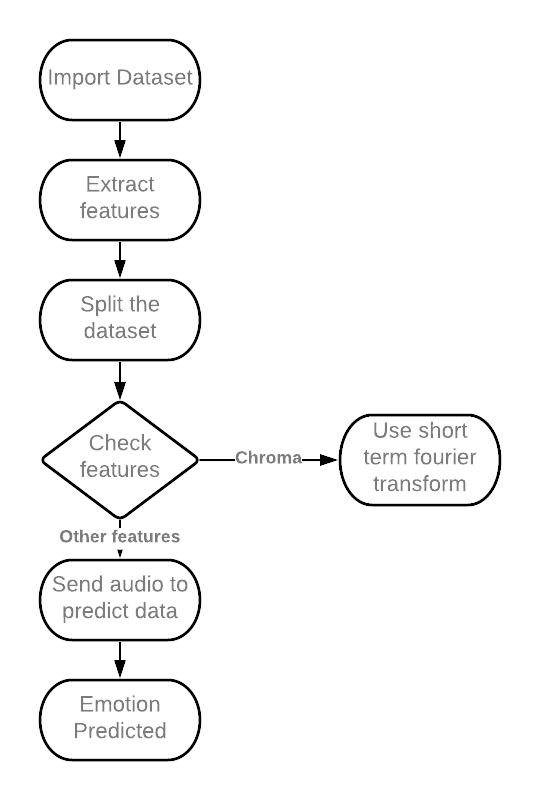 Import Dataset
Extract
features
Split the
dataset
Check
features
Chroma
Use short
term fourier
transform
Other features
Send audio to
predict data
Emotion
Predicted